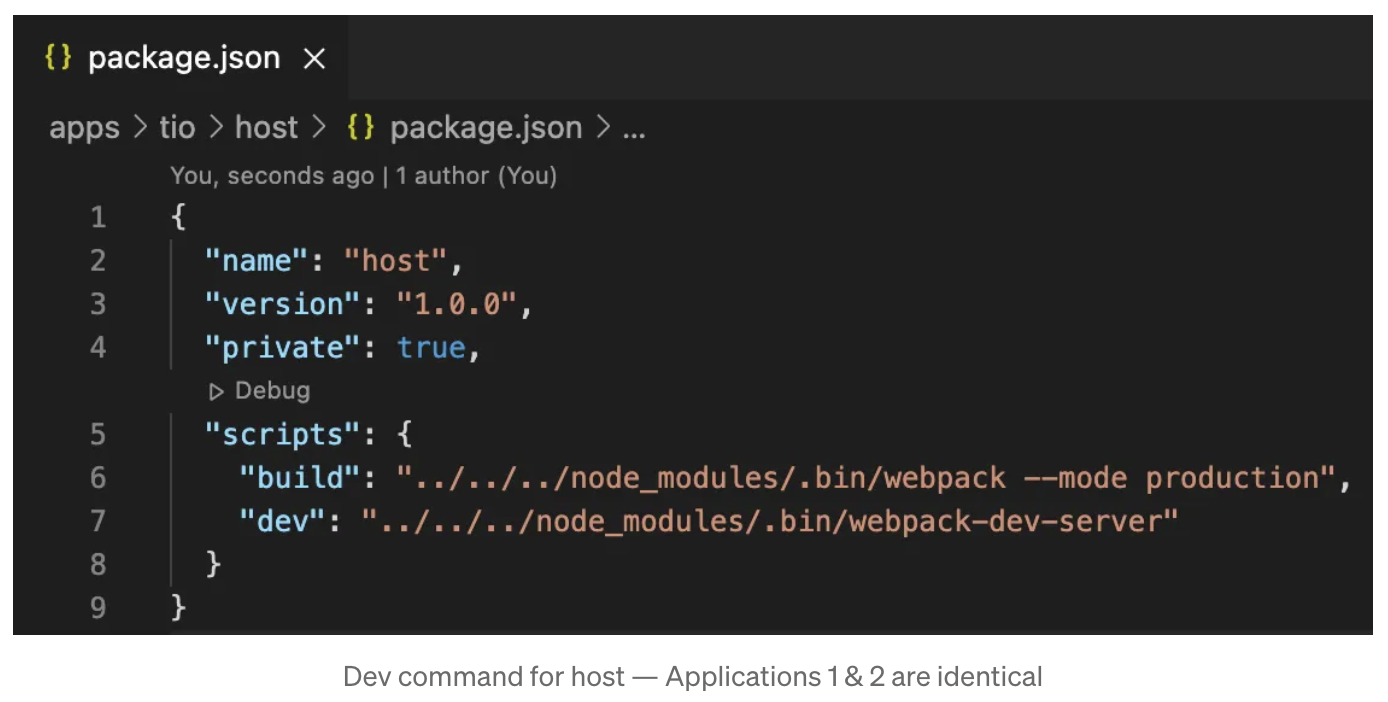 {} package.json ×
apps > tio > host > {} package.json > ...
You, seconds ago | 1 author (You)
1 {
2 "name": "host",
3 "version": "1.0.0",
4 "private": true,
▷ Debug
5 "scripts": {
6 "build": "../../../node_modules/.bin/webpack --mode production",
7 "dev": "../../../node_modules/.bin/webpack-dev-server"
8 }
9 }
Dev command for host — Applications 1 & 2 are identical